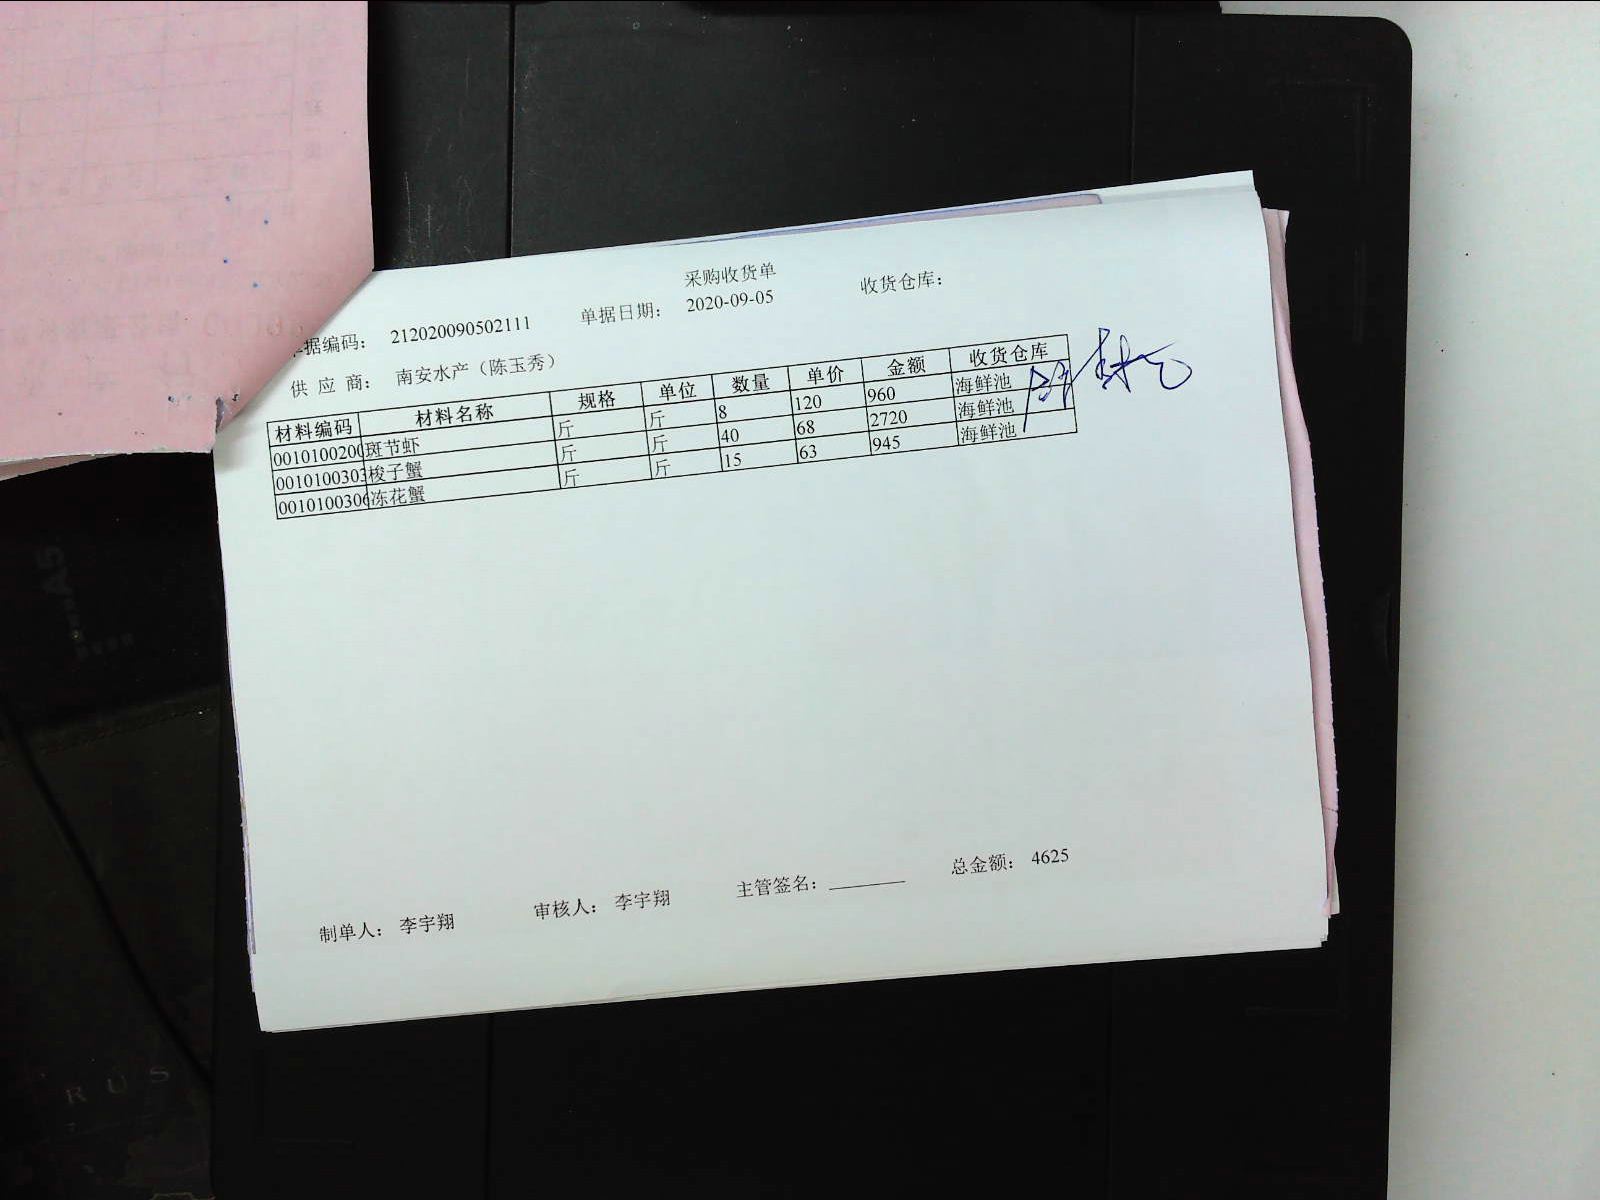 采购收货单
据编码： 212020090502111 单据日期： 2020-09-05 收货仓库：
供 应 商： 南安水产（陈玉秀）
材料编码 材料名称 规格 单位 数量 单价 金额 收货仓库
0010100200 斑节虾 斤 斤 8 120 960 海鲜池
001010030 梭子蟹 斤 斤 40 68 2720 海鲜池
001010030 冻花蟹 斤 斤 15 63 945 海鲜池
制单人： 李宇翔 审核人： 李宇翔 主管签名： 总金额： 4625
A5
RUS